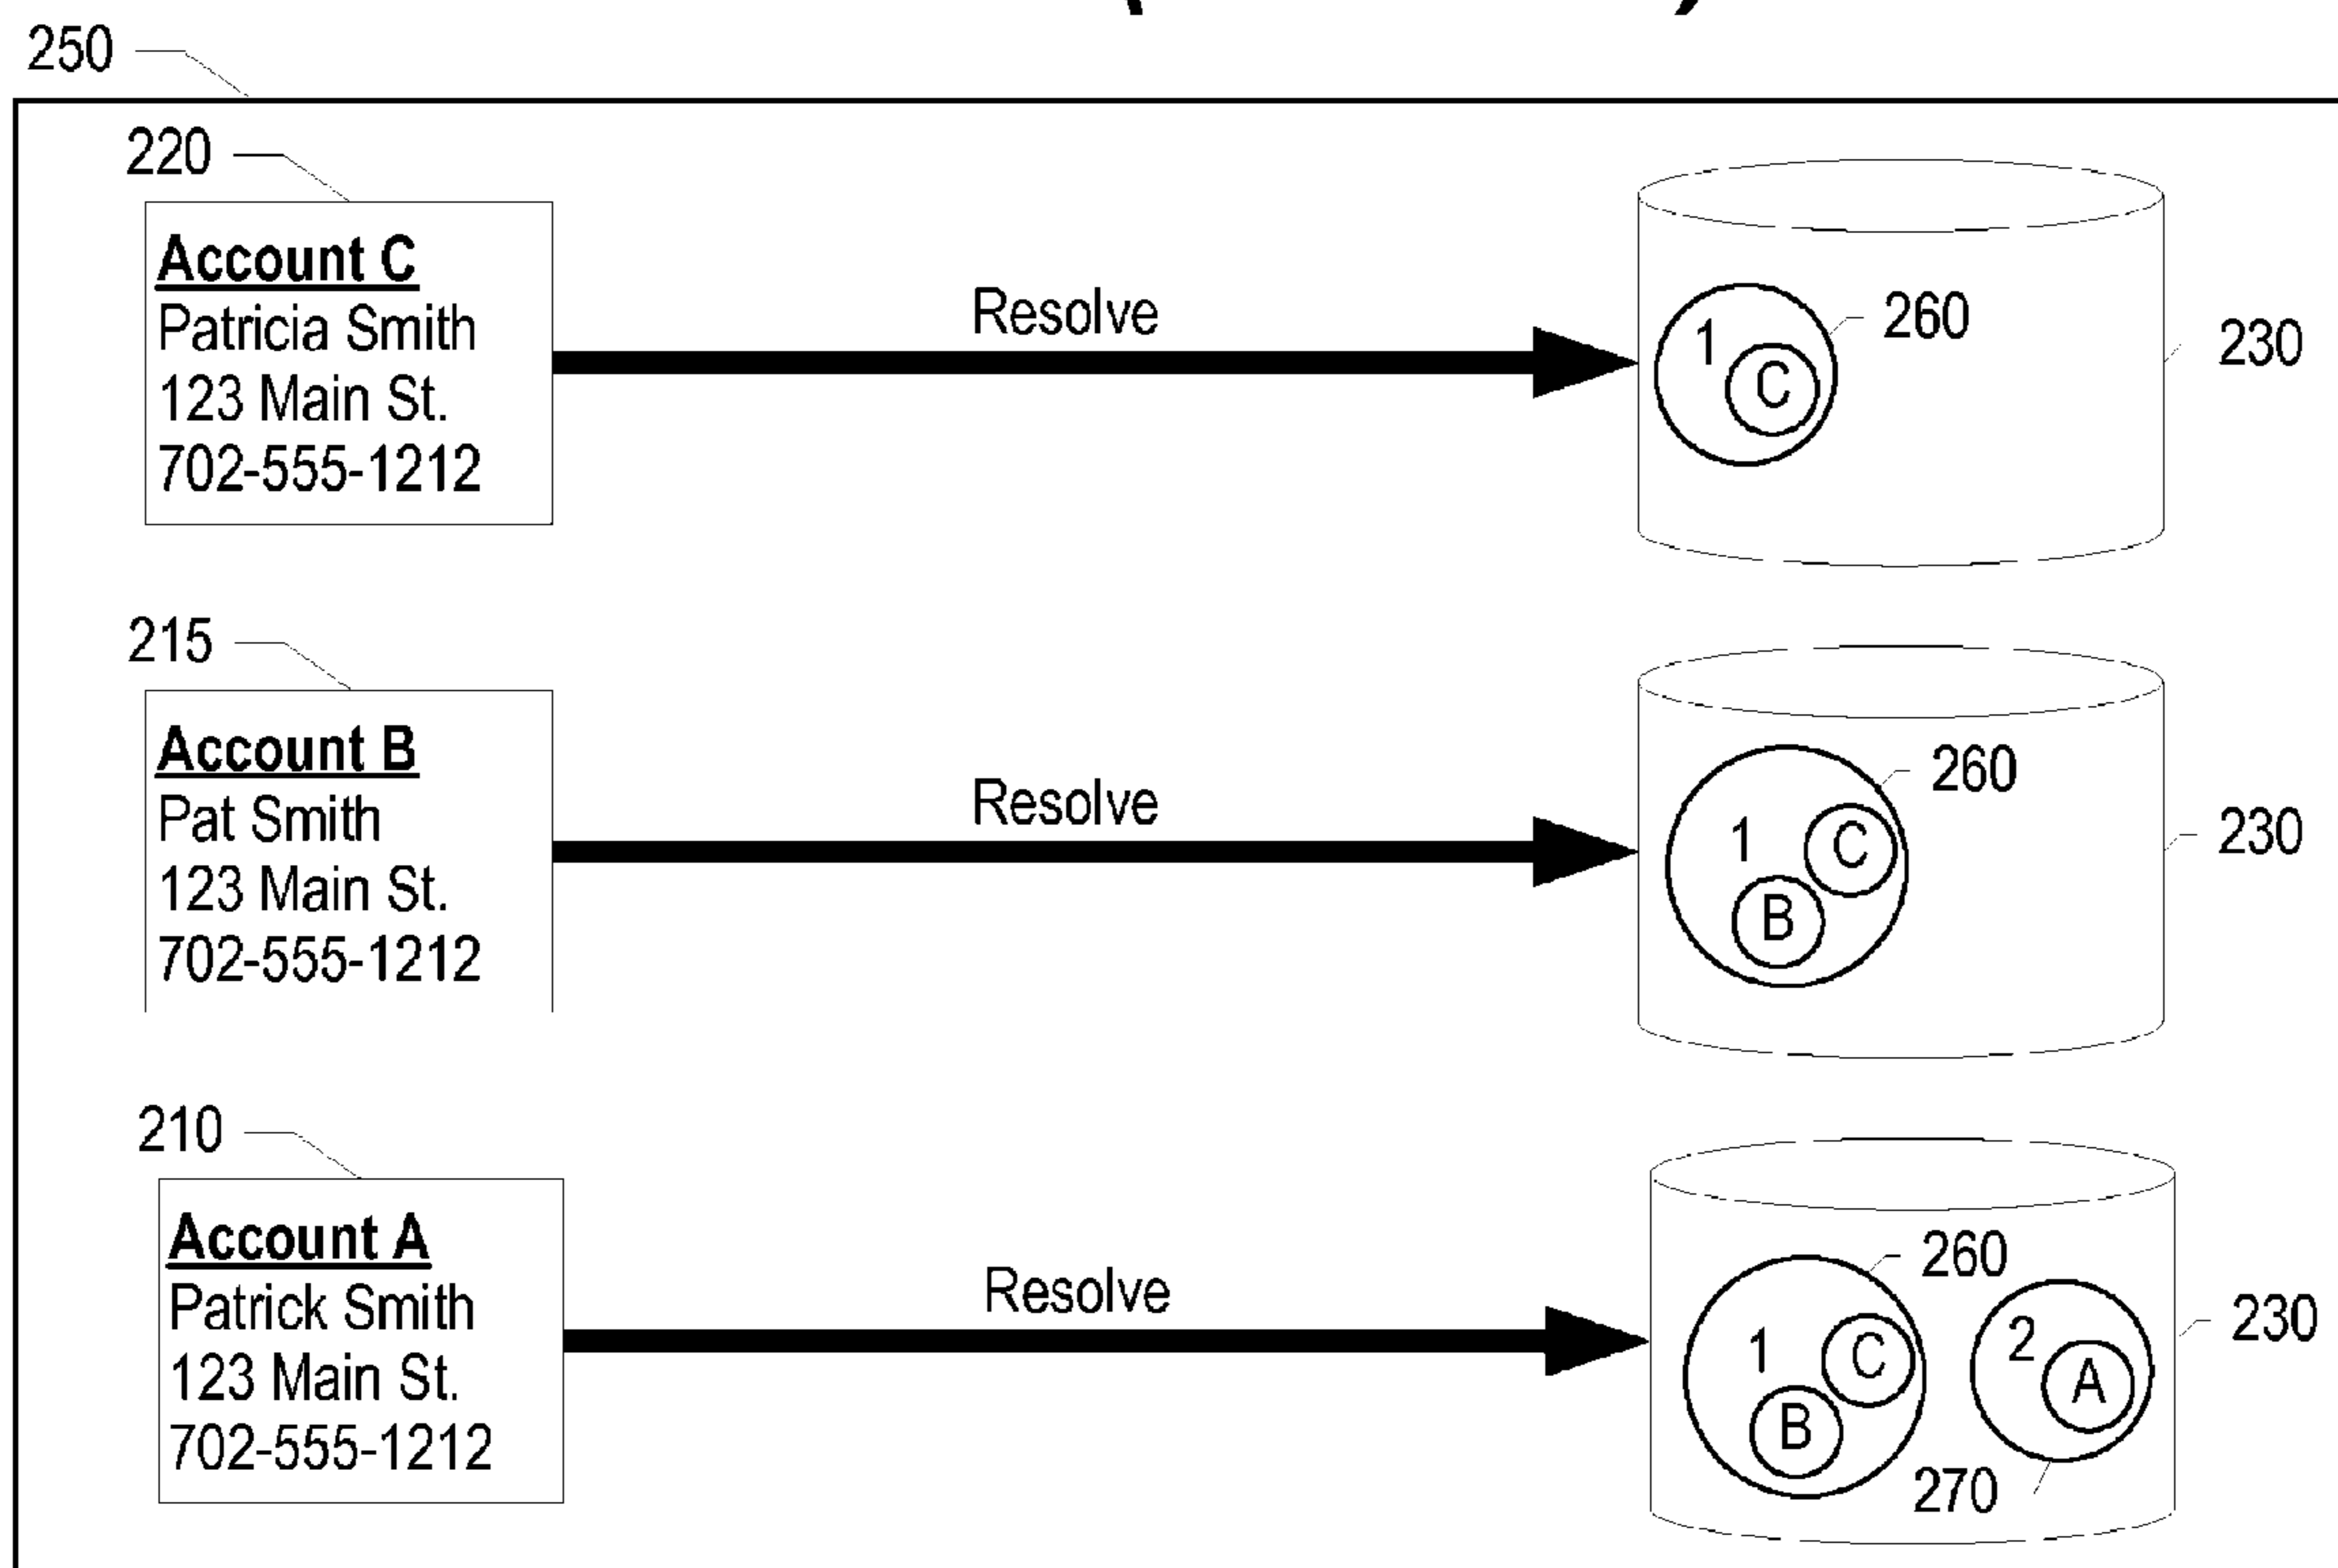 250
220
Account C
Patricia Smith
123 Main St.
702-555-1212
Resolve
1
C
260
230
215
Account B
Pat Smith
123 Main St.
702-555-1212
Resolve
1
C
B
260
230
210
Account A
Patrick Smith
123 Main St.
702-555-1212
Resolve
1
C
B
260
2
A
270
230